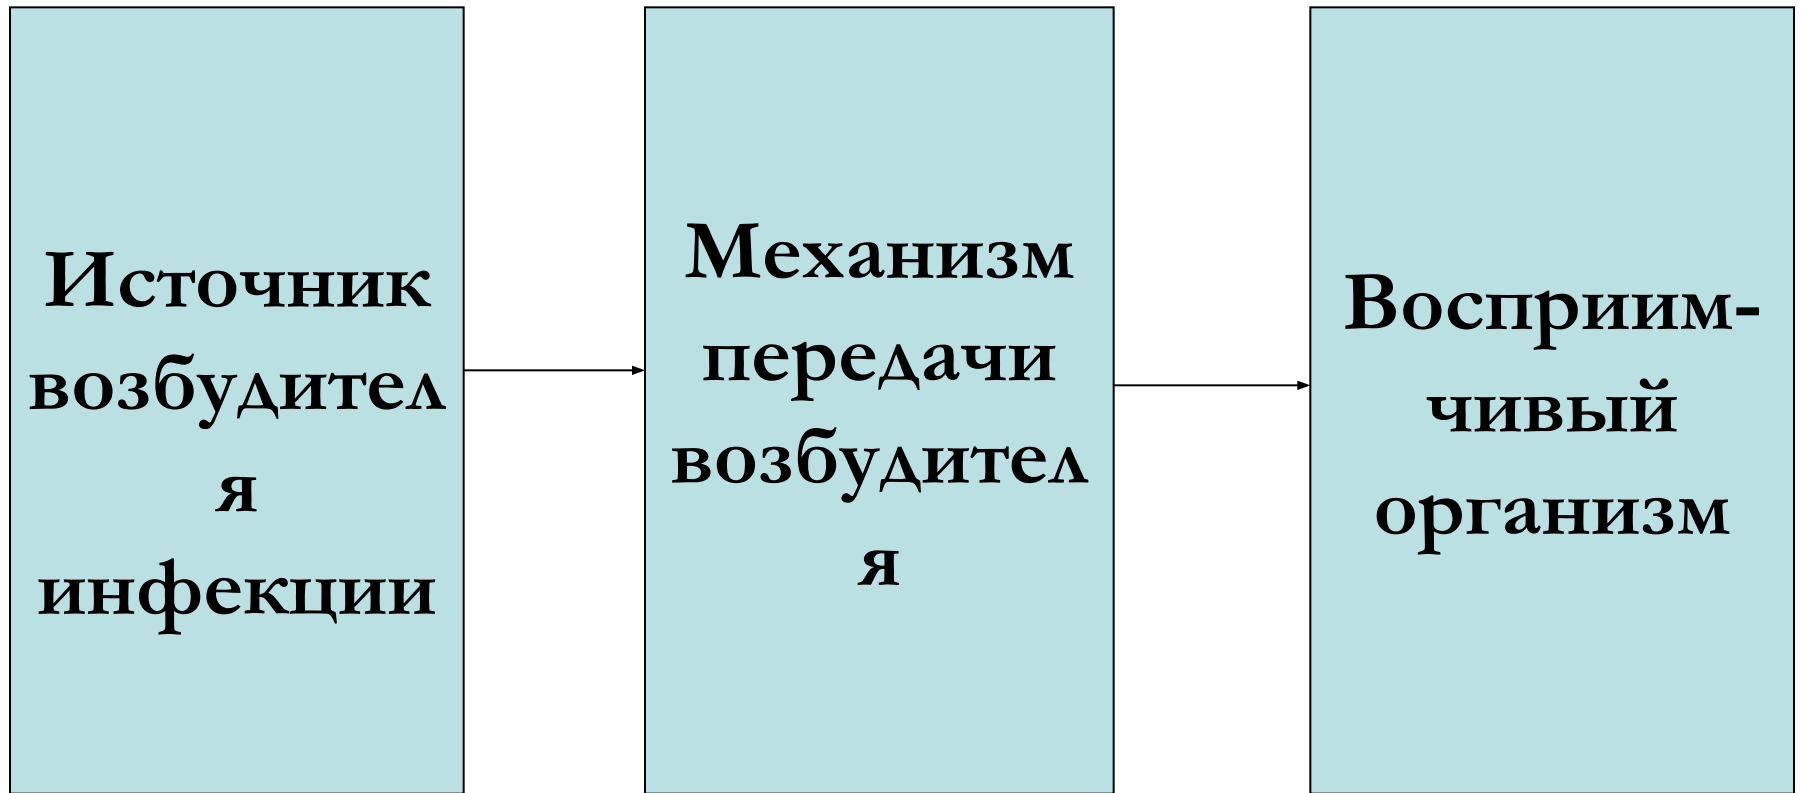 Источник
возбудител
я
инфекции
Механизм
передачи
возбудител
я
Восприим-
чивый
организм